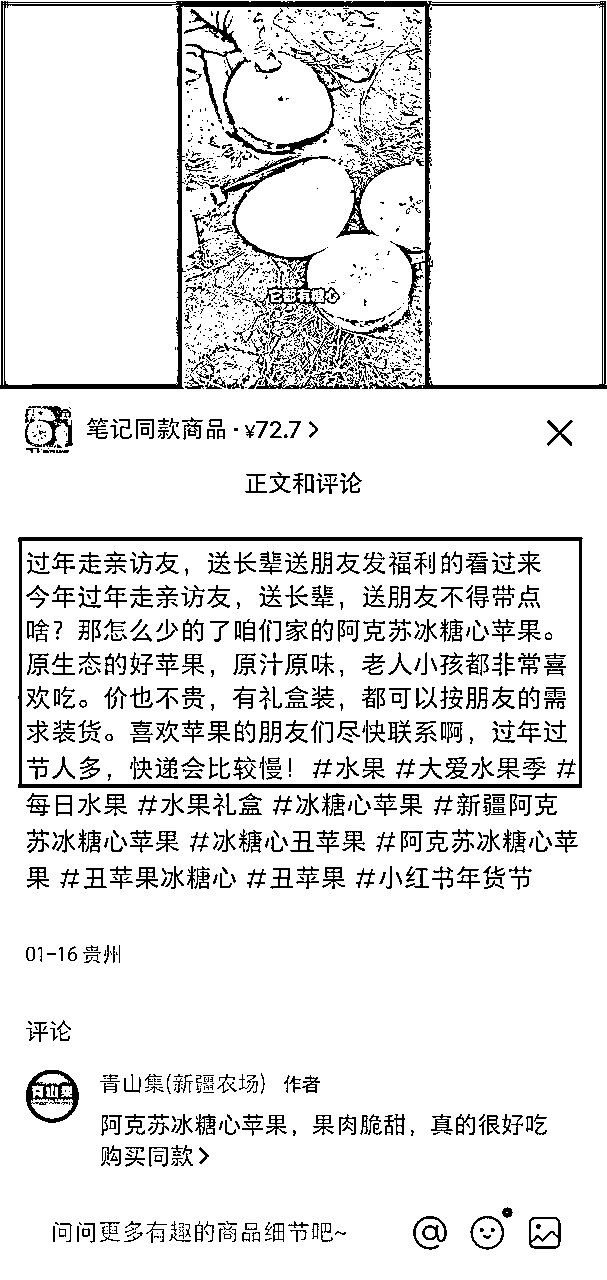 它都有糖心
笔记同款商品 · ¥72.7 >
正文和评论
过年走亲访友，送长辈送朋友发福利的看过来
今年过年走亲访友，送长辈，送朋友不得带点
啥？那怎么少的了咱们家的阿克苏冰糖心苹果。
原生态的好苹果，原汁原味，老人小孩都非常喜
欢吃。价也不贵，有礼盒装，都可以按朋友的需
求装货。喜欢苹果的朋友们尽快联系啊，过年过
节人多，快递会比较慢！ #水果 #大爱水果季 #
每日水果 #水果礼盒 #冰糖心苹果 #新疆阿克
苏冰糖心苹果 #冰糖心丑苹果 #阿克苏冰糖心苹
果 #丑苹果冰糖心 #丑苹果 #小红书年货节
01-16 贵州
评论
青山集(新疆农场) 作者
阿克苏冰糖心苹果，果肉脆甜，真的很好吃
购买同款>
问问更多有趣的商品细节吧~